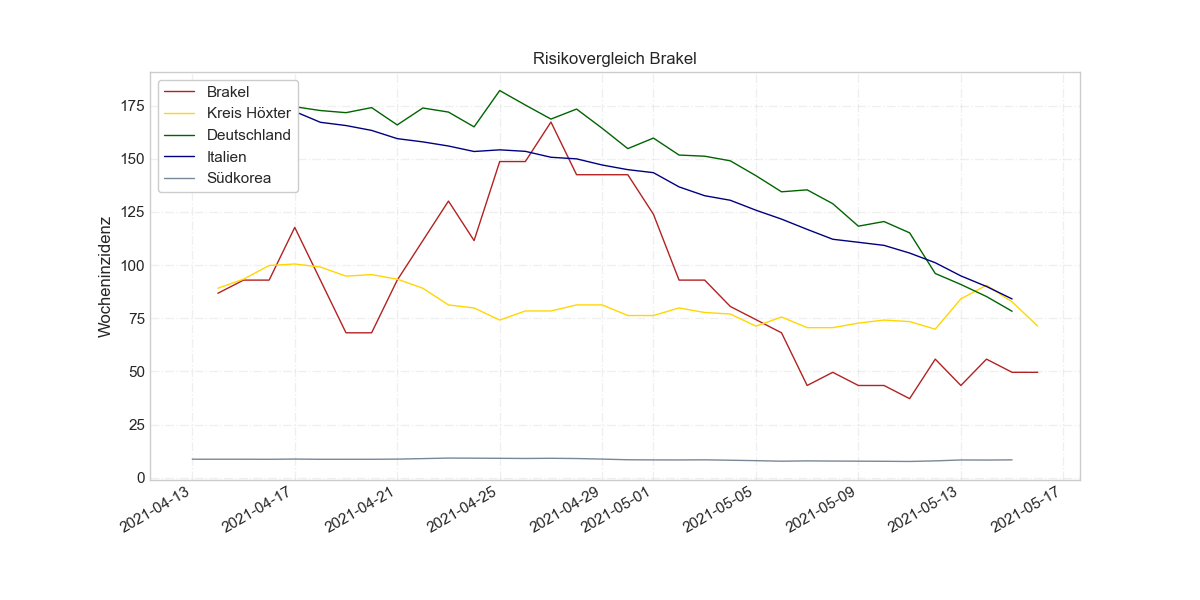 Risikovergleich Brakel
Brakel
Kreis Höxter
Deutschland
Italien
Südkorea
Wocheninzidenz
175
150
125
100
75
50
25
0
2021-04-13
2021-04-17
2021-04-21
2021-04-25
2021-04-29
2021-05-01
2021-05-05
2021-05-09
2021-05-13
2021-05-17